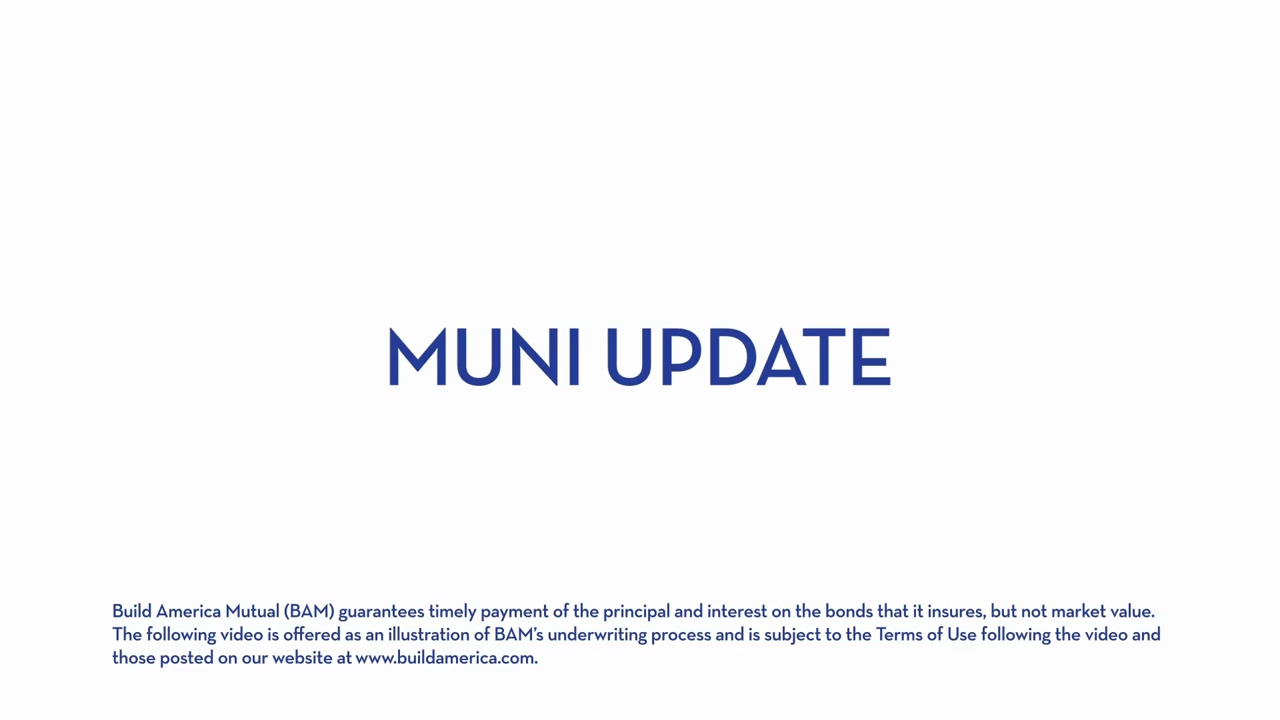 MUNI UPDATE
Build America Mutual (BAM) guarantees timely payment of the principal and interest on the bonds that it insures, but not market value.
The following video is offered as an illustration of BAM’s underwriting process and is subject to the Terms of Use following the video and
those posted on our website at www.buildamerica.com.